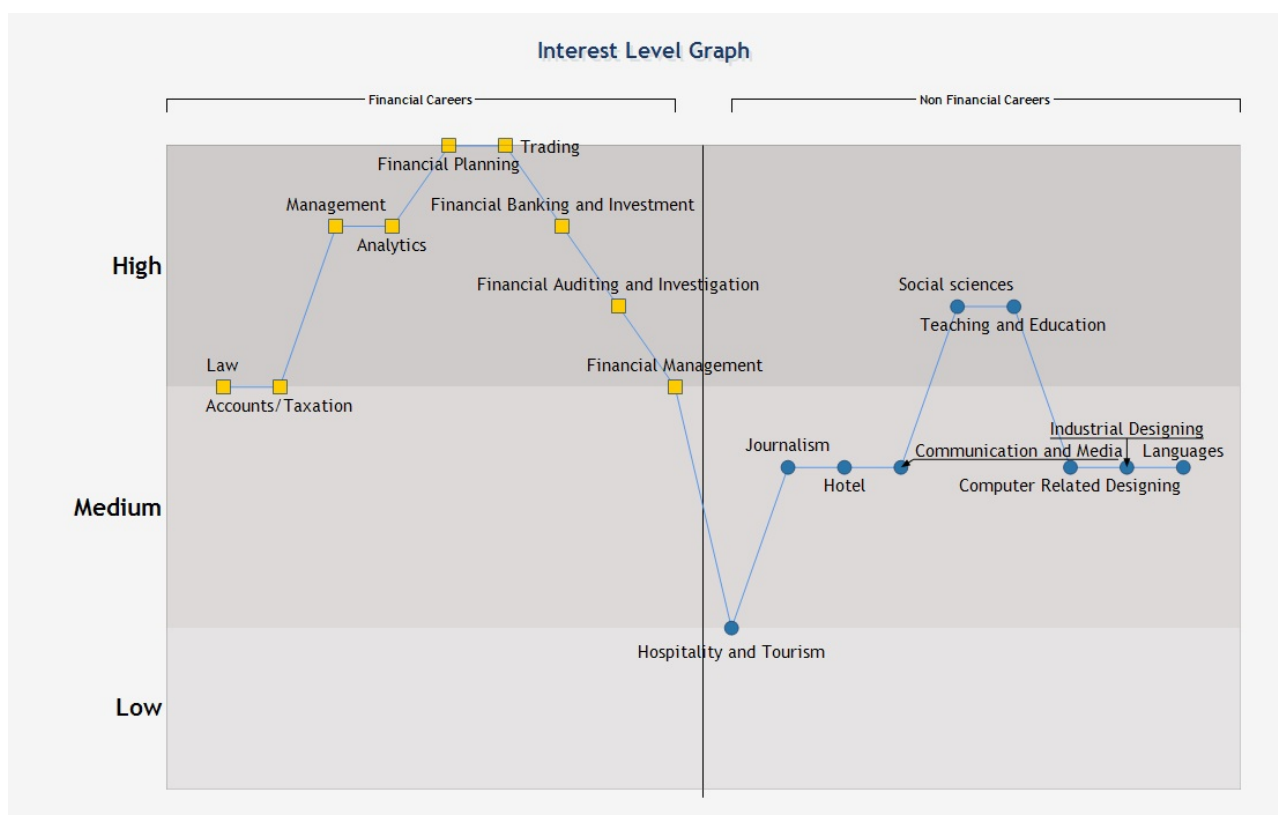 Interest Level Graph
Financial Careers
Non Financial Careers
Trading
Financial Planning
Management
Financial Banking and Investment
Analytics
High
Financial Auditing and Investigation
Social sciences
Teaching and Education
Law
Financial Management
Accounts/Taxation
Industrial Designing
Journalism
Communication and Media
Languages
Hotel
Computer Related Designing
Medium
Hospitality and Tourism
Low